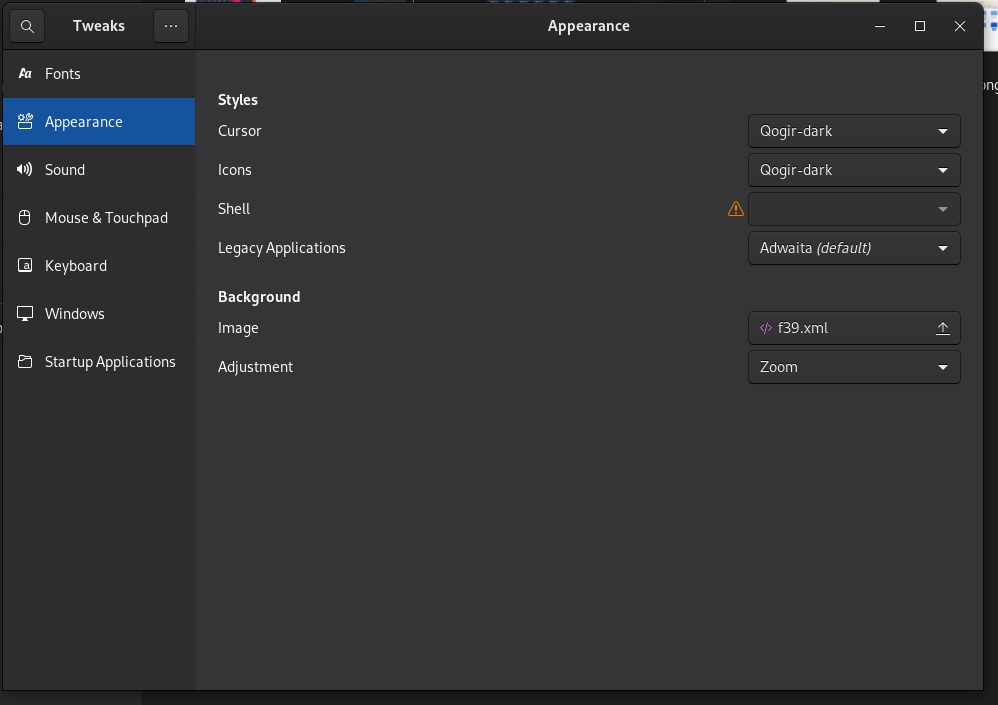 Tweaks
Appearance
Fonts
Appearance
Sound
Mouse & Touchpad
Keyboard
Windows
Startup Applications
Styles
Cursor
Qogir-dark
Icons
Qogir-dark
Shell
Legacy Applications
Adwaita (default)
Background
Image
f39.xml
Adjustment
Zoom